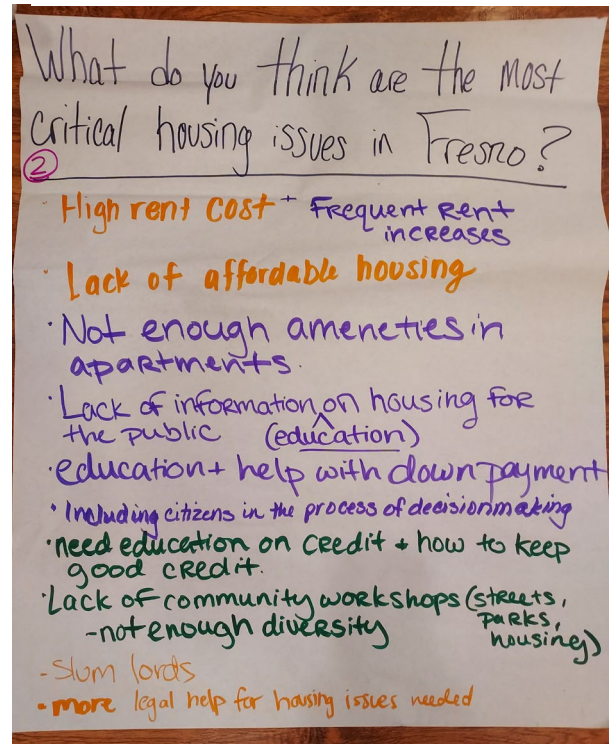 What do you think are the most
critical housing issues in Fresno?
②
· High rent cost + Frequent Rent
increases
· Lack of affordable housing
· Not enough ameneties in
apartments.
· Lack of information ^ on housing for
the public (education)
· education + help with down payment
· Including citizens in the process of decisionmaking
· need education on credit + how to keep
good credit.
· Lack of community workshops (streets,
parks,
- not enough diversity housing)
- Slum lords
· more legal help for housing issues needed